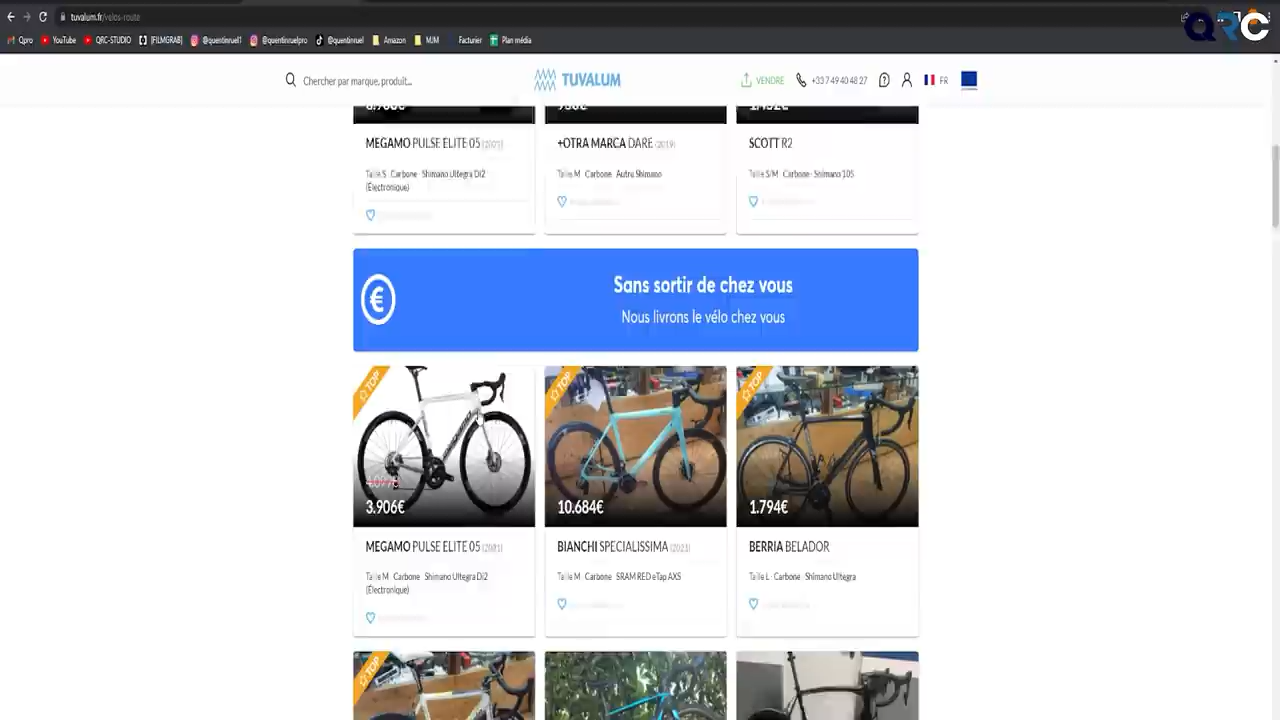 tuvalum.fr/velos-route
Qpro YouTube QRC-STUDIO [FILMGRAB] @quentinruel1 @quentinruelpro @quentinruel Amazon MJM Facturier Plan média
QRC
Chercher par marque, produit...
TUVALUM
VENDRE
+33 7 49 40 48 27
FR
MEGAMO PULSE ELITE 05
+OTRA MARCA DARE (2019)
SCOTT R2
Taille S · Carbone · Shimano Ultegra Di2
(Électronique)
Taille M · Carbone · Autre Shimano
Taille S/M · Carbone · Shimano 105
€
Sans sortir de chez vous
Nous livrons le vélo chez vous
TOP
TOP
TOP
3.906€
10.684€
1.794€
MEGAMO PULSE ELITE 05
BIANCHI SPECIALISSIMA
BERRIA BELADOR
Taille M · Carbone · Shimano Ultegra Di2
(Électronique)
Taille M · Carbone · SRAM RED eTap AXS
Taille L · Carbone · Shimano Ultegra
TOP